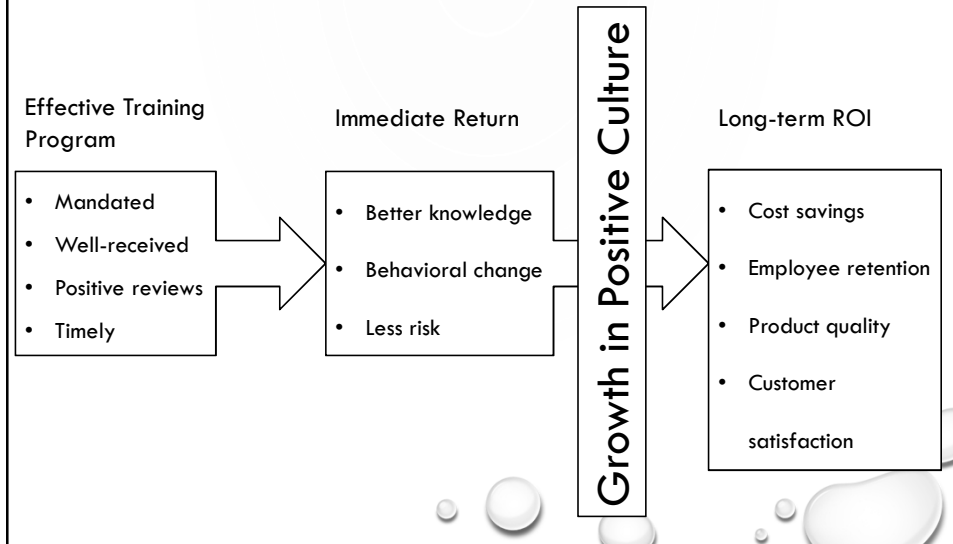 Effective Training
Program
• Mandated
• Well-received
• Positive reviews
• Timely
Immediate Return
• Better knowledge
• Behavioral change
• Less risk
Growth in Positive Culture
Long-term ROI
• Cost savings
• Employee retention
• Product quality
• Customer
satisfaction